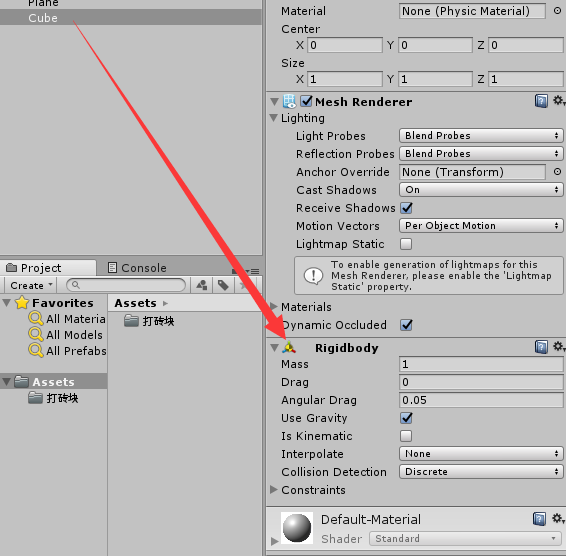 Plane
Cube
Material None (Physic Material)
Center
X 0 Y 0 Z 0
Size
X 1 Y 1 Z 1
Mesh Renderer
Lighting
Light Probes Blend Probes
Reflection Probes Blend Probes
Anchor Override None (Transform)
Cast Shadows On
Receive Shadows
Motion Vectors Per Object Motion
Lightmap Static
To enable generation of lightmaps for this
Mesh Renderer, please enable the 'Lightmap
Static' property.
Materials
Dynamic Occluded
Project Console
Create
Favorites
All Materia
All Models
All Prefabs
Assets
打砖块
Assets
打砖块
Rigidbody
Mass 1
Drag 0
Angular Drag 0.05
Use Gravity
Is Kinematic
Interpolate None
Collision Detection Discrete
Constraints
Default-Material
Shader Standard